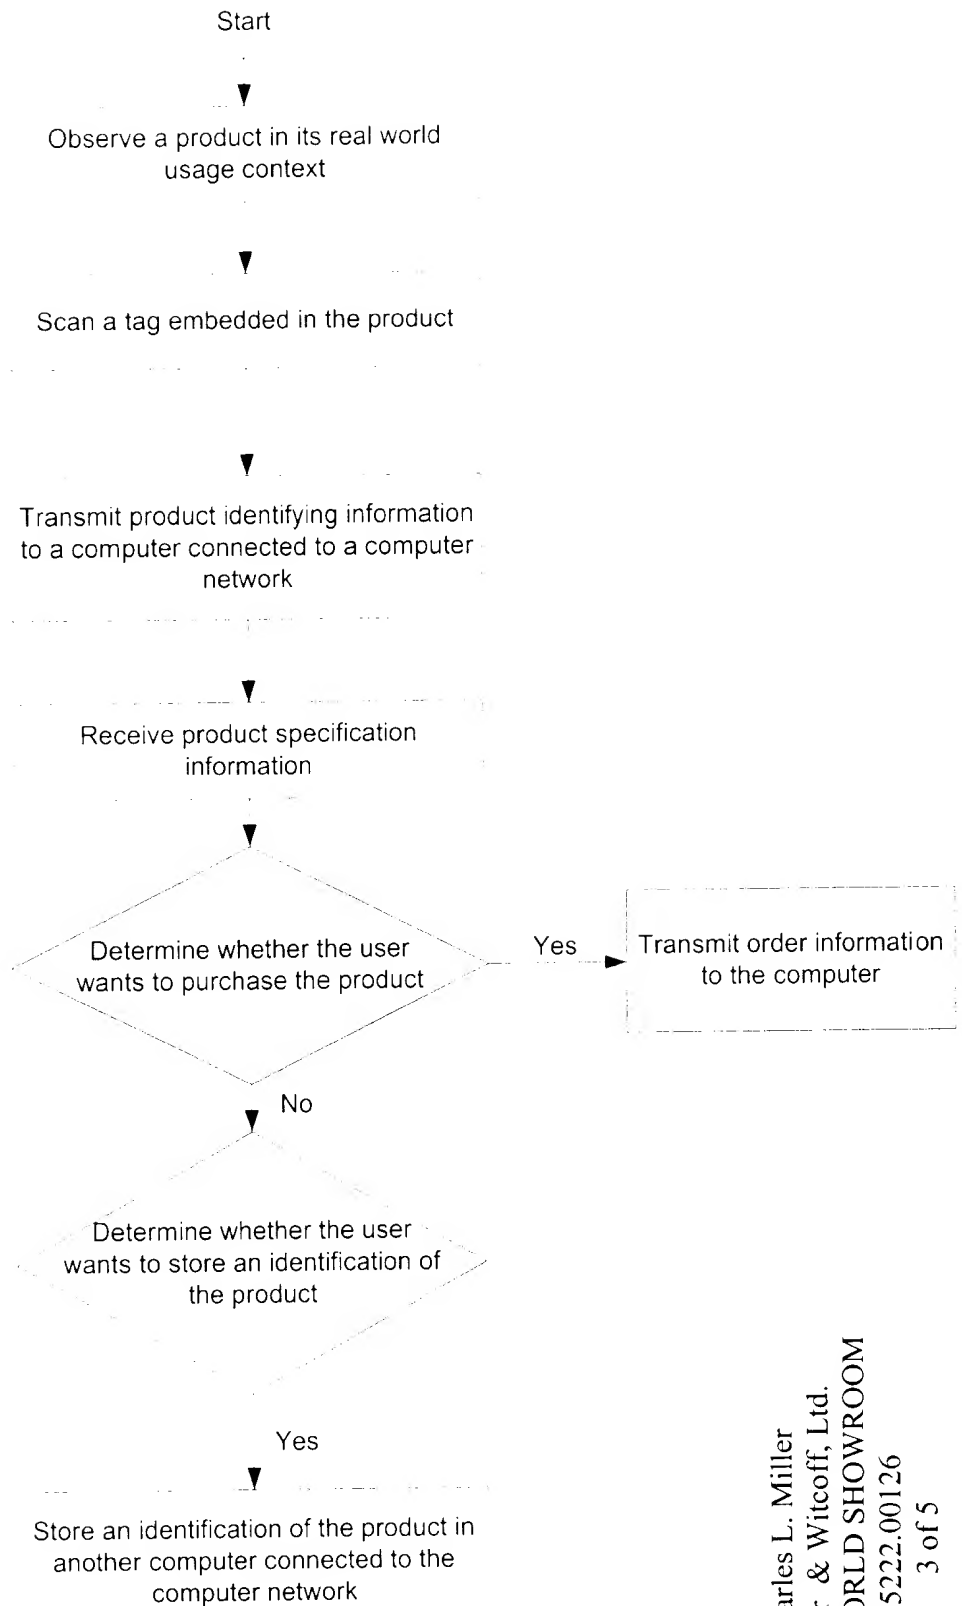 Start
Observe a product in its real world
usage context
Scan a tag embedded in the product
Transmit product identifying information
to a computer connected to a computer
network
Receive product specification
information
Determine whether the user
wants to purchase the product
Yes
Transmit order information
to the computer
No
Determine whether the user
wants to store an identification of
the product
Yes
Store an identification of the product in
another computer connected to the
computer network
L. Miller
& Witcoff, Ltd.
SHOWROOM
5222.00126
3 of 5